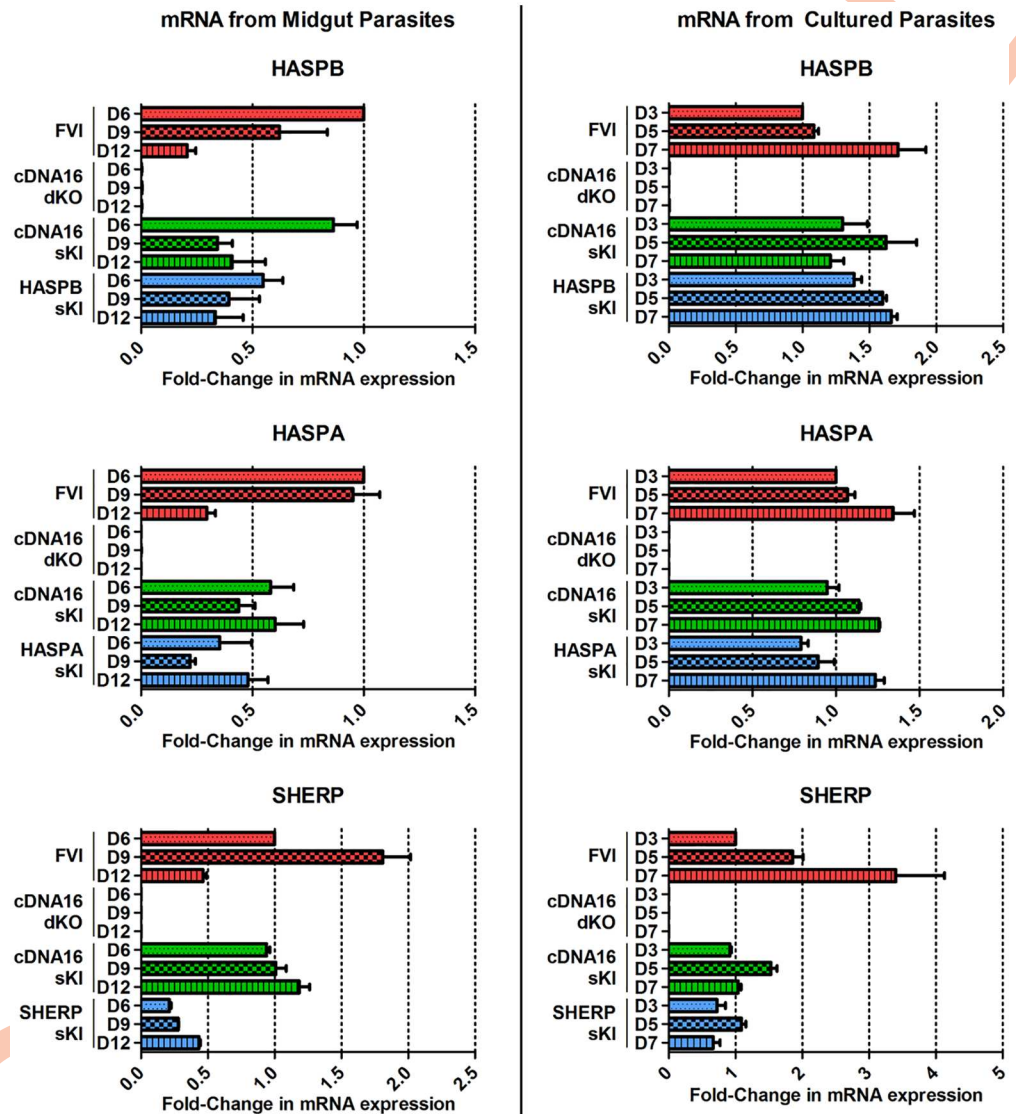 mRNA from Midgut Parasites
HASPB
FVI
D6
D9
D12
cDNA16
dKO
D6
D9
D12
cDNA16
sKI
D6
D9
D12
HASPB
sKI
D6
D9
D12
0.0 0.5 1.0 1.5
Fold-Change in mRNA expression
HASPA
FVI
D6
D9
D12
cDNA16
dKO
D6
D9
D12
cDNA16
sKI
D6
D9
D12
HASPA
sKI
D6
D9
D12
0.0 0.5 1.0 1.5
Fold-Change in mRNA expression
SHERP
FVI
D6
D9
D12
cDNA16
dKO
D6
D9
D12
cDNA16
sKI
D6
D9
D12
SHERP
sKI
D6
D9
D12
0.0 0.5 1.0 1.5 2.0 2.5
Fold-Change in mRNA expression
mRNA from Cultured Parasites
HASPB
FVI
D3
D5
D7
cDNA16
dKO
D3
D5
D7
cDNA16
sKI
D3
D5
D7
HASPB
sKI
D3
D5
D7
0.0 0.5 1.0 1.5 2.0 2.5
Fold-Change in mRNA expression
HASPA
FVI
D3
D5
D7
cDNA16
dKO
D3
D5
D7
cDNA16
sKI
D3
D5
D7
HASPA
sKI
D3
D5
D7
0.0 0.5 1.0 1.5 2.0
Fold-Change in mRNA expression
SHERP
FVI
D3
D5
D7
cDNA16
dKO
D3
D5
D7
cDNA16
sKI
D3
D5
D7
SHERP
sKI
D3
D5
D7
0 1 2 3 4 5
Fold-Change in mRNA expression